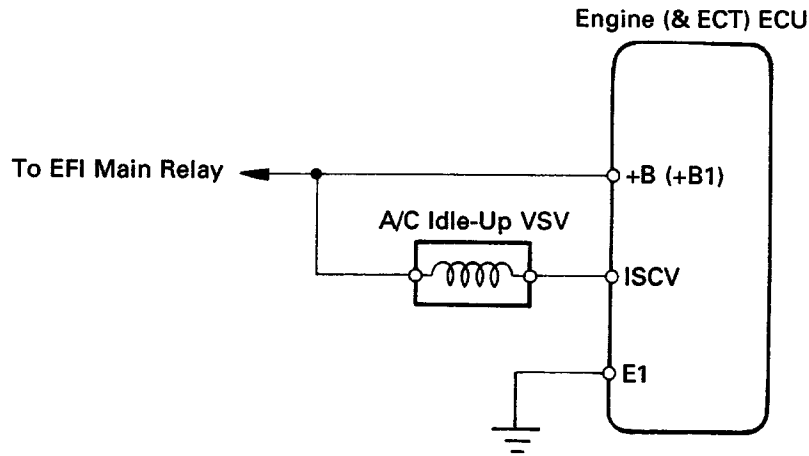 Engine (& ECT) ECU
To EFI Main Relay
+B (+B1)
A/C Idle-Up VSV
ISCV
E1